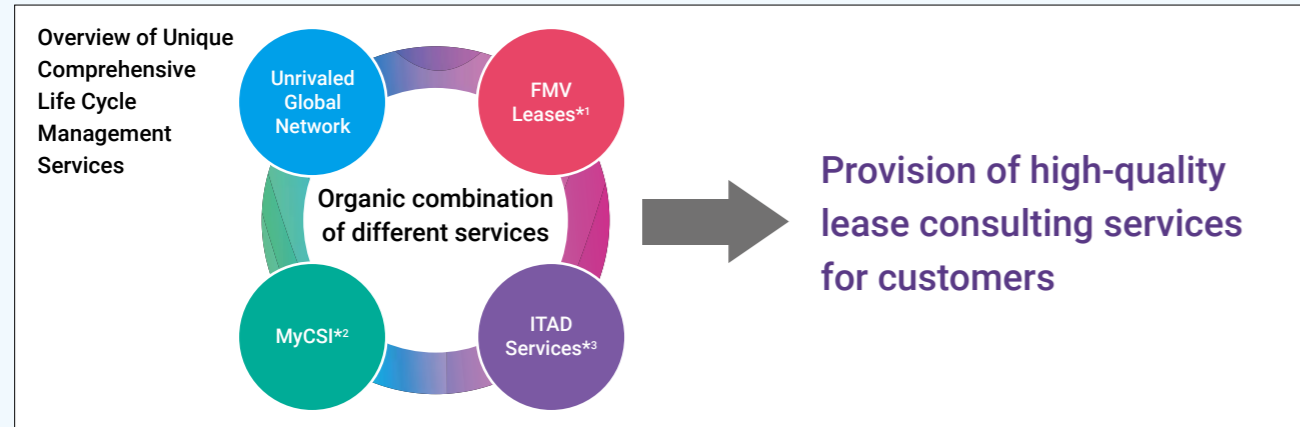 Overview of Unique
Comprehensive
Life Cycle
Management
Services
Unrivaled
Global
Network
FMV
Leases*1
Organic combination
of different services
MyCSI*2
ITAD
Services*3
Provision of high-quality
lease consulting services
for customers